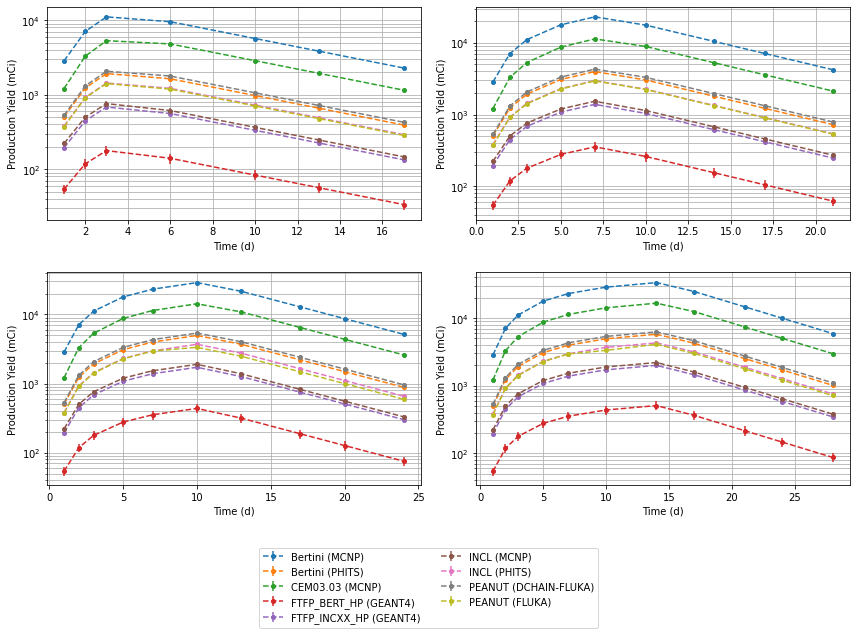 Production Yield (mCi)
10⁴
10³
10²
2 4 6 8 10 12 14 16
Time (d)
Production Yield (mCi)
10⁴
10³
10²
0.0 2.5 5.0 7.5 10.0 12.5 15.0 17.5 20.0
Time (d)
Production Yield (mCi)
10⁴
10³
10²
0 5 10 15 20 25
Time (d)
Production Yield (mCi)
10⁴
10³
10²
0 5 10 15 20 25
Time (d)
Bertini (MCNP)
Bertini (PHITS)
CEM03.03 (MCNP)
FTFP_BERT_HP (GEANT4)
FTFP_INCXX_HP (GEANT4)
INCL (MCNP)
INCL (PHITS)
PEANUT (DCHAIN-FLUKA)
PEANUT (FLUKA)